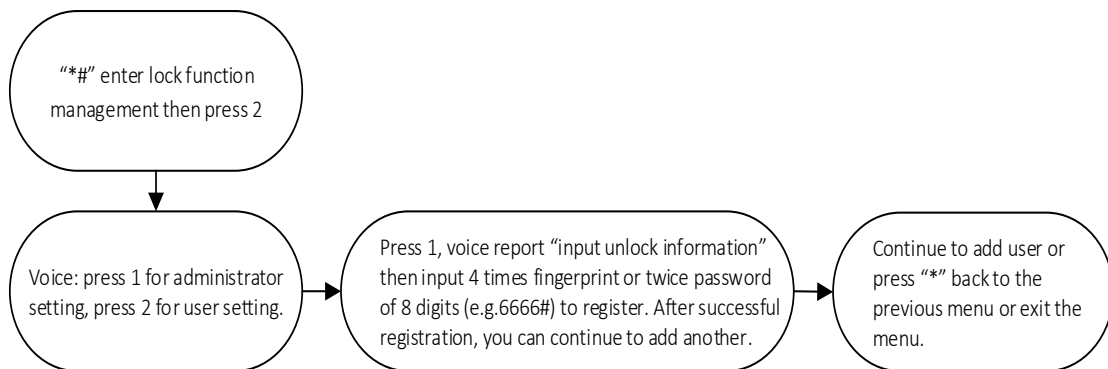 “*#” enter lock function
management then press 2
Voice: press 1 for administrator
setting, press 2 for user setting.
Press 1, voice report “input unlock information”
then input 4 times fingerprint or twice password
of 8 digits (e.g.6666#) to register. After successful
registration, you can continue to add another.
Continue to add user or
press “*” back to the
previous menu or exit the
menu.